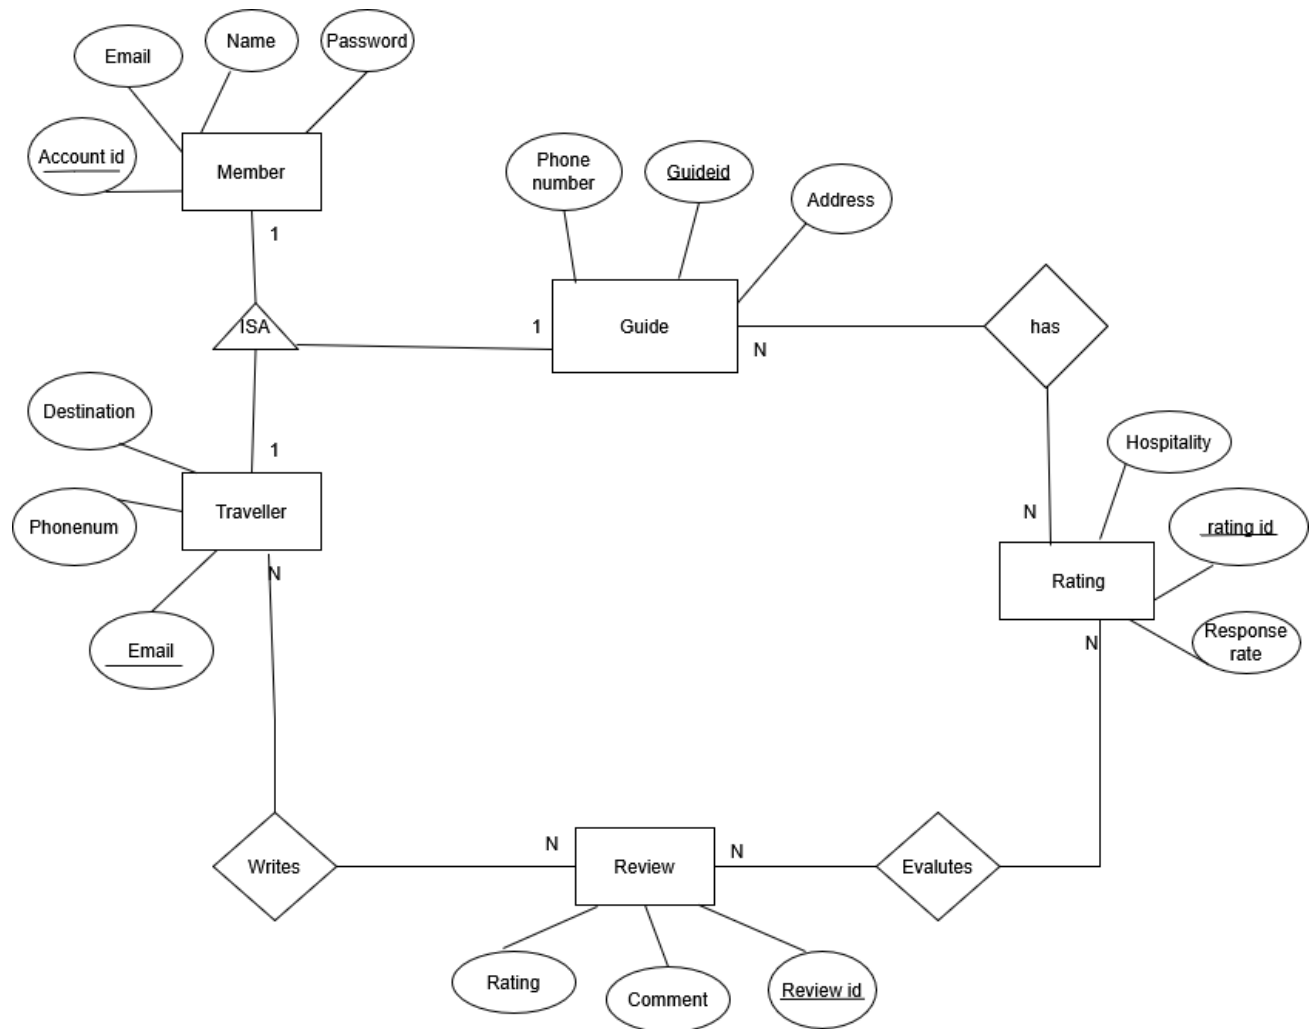 Email
Name
Password
Account id
Member
1
ISA
Phone
number
Guideid
Address
1
Guide
N
has
Destination
1
Phonenum
Traveller
N
Email
Hospitality
N
rating id
Rating
Response
rate
N
Writes
N
Review
N
Evalutes
Rating
Comment
Review id